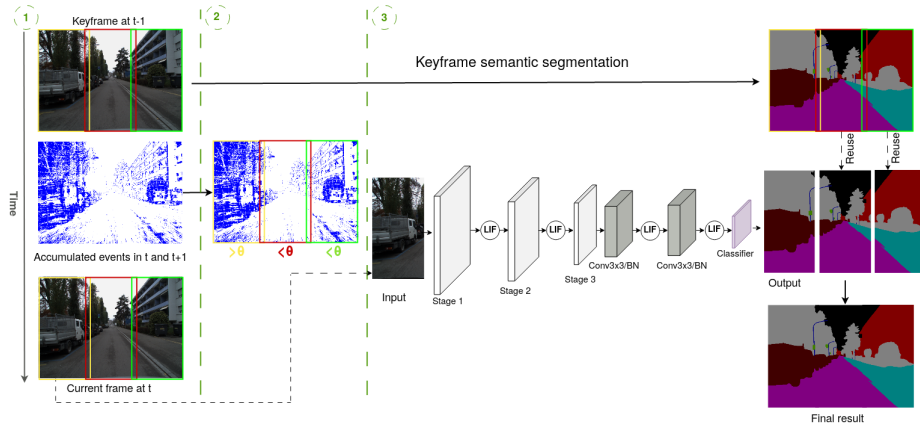 1
2
3
Keyframe at t-1
Keyframe semantic segmentation
Time
Reuse
Reuse
Accumulated events in t and t+1
>θ
<θ
<θ
LIF
LIF
LIF
LIF
Input
Stage 1
Stage 2
Stage 3
Conv3x3/BN
Conv3x3/BN
Classifier
Output
Current frame at t
Final result